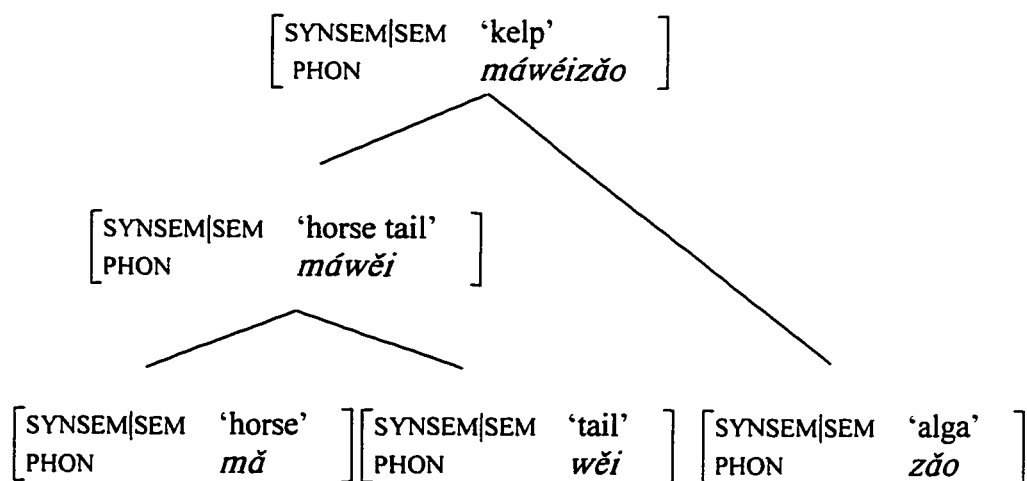 SYNSEM|SEM ‘kelp’
PHON máwéizǎo
SYNSEM|SEM ‘horse tail’
PHON máwěi
SYNSEM|SEM ‘horse’ SYNSEM|SEM ‘tail’ SYNSEM|SEM ‘alga’
PHON mǎ PHON wěi PHON zǎo